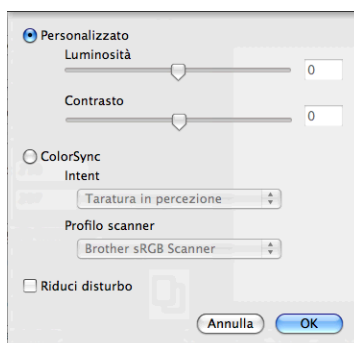 Personalizzato
Luminosità
0
Contrasto
0
ColorSync
Intent
Taratura in percezione
Profilo scanner
Brother sRGB Scanner
Riduci disturbo
Annulla OK